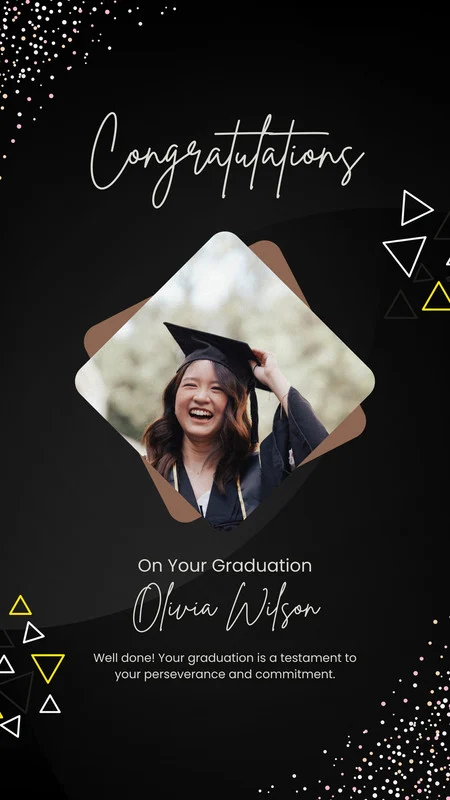 Congratulations
On Your Graduation
Olivia Wilson
Well done! Your graduation is a testament to
your perseverance and commitment.